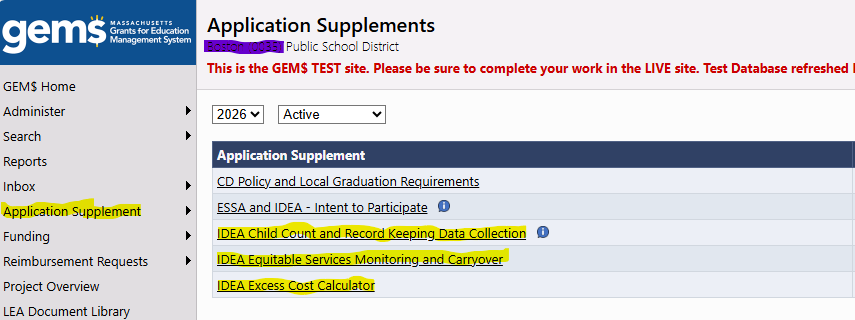 gem$
MASSACHUSETTS
Grants for Education
Management System
Application Supplements
Public School District
This is the GEM$ TEST site. Please be sure to complete your work in the LIVE site. Test Database refreshed
GEM$ Home
Administer
Search
Reports
Inbox
Application Supplement
Funding
Reimbursement Requests
Project Overview
LEA Document Library
2026
Active
Application Supplement
CD Policy and Local Graduation Requirements
ESSA and IDEA - Intent to Participate
IDEA Child Count and Record Keeping Data Collection
IDEA Equitable Services Monitoring and Carryover
IDEA Excess Cost Calculator